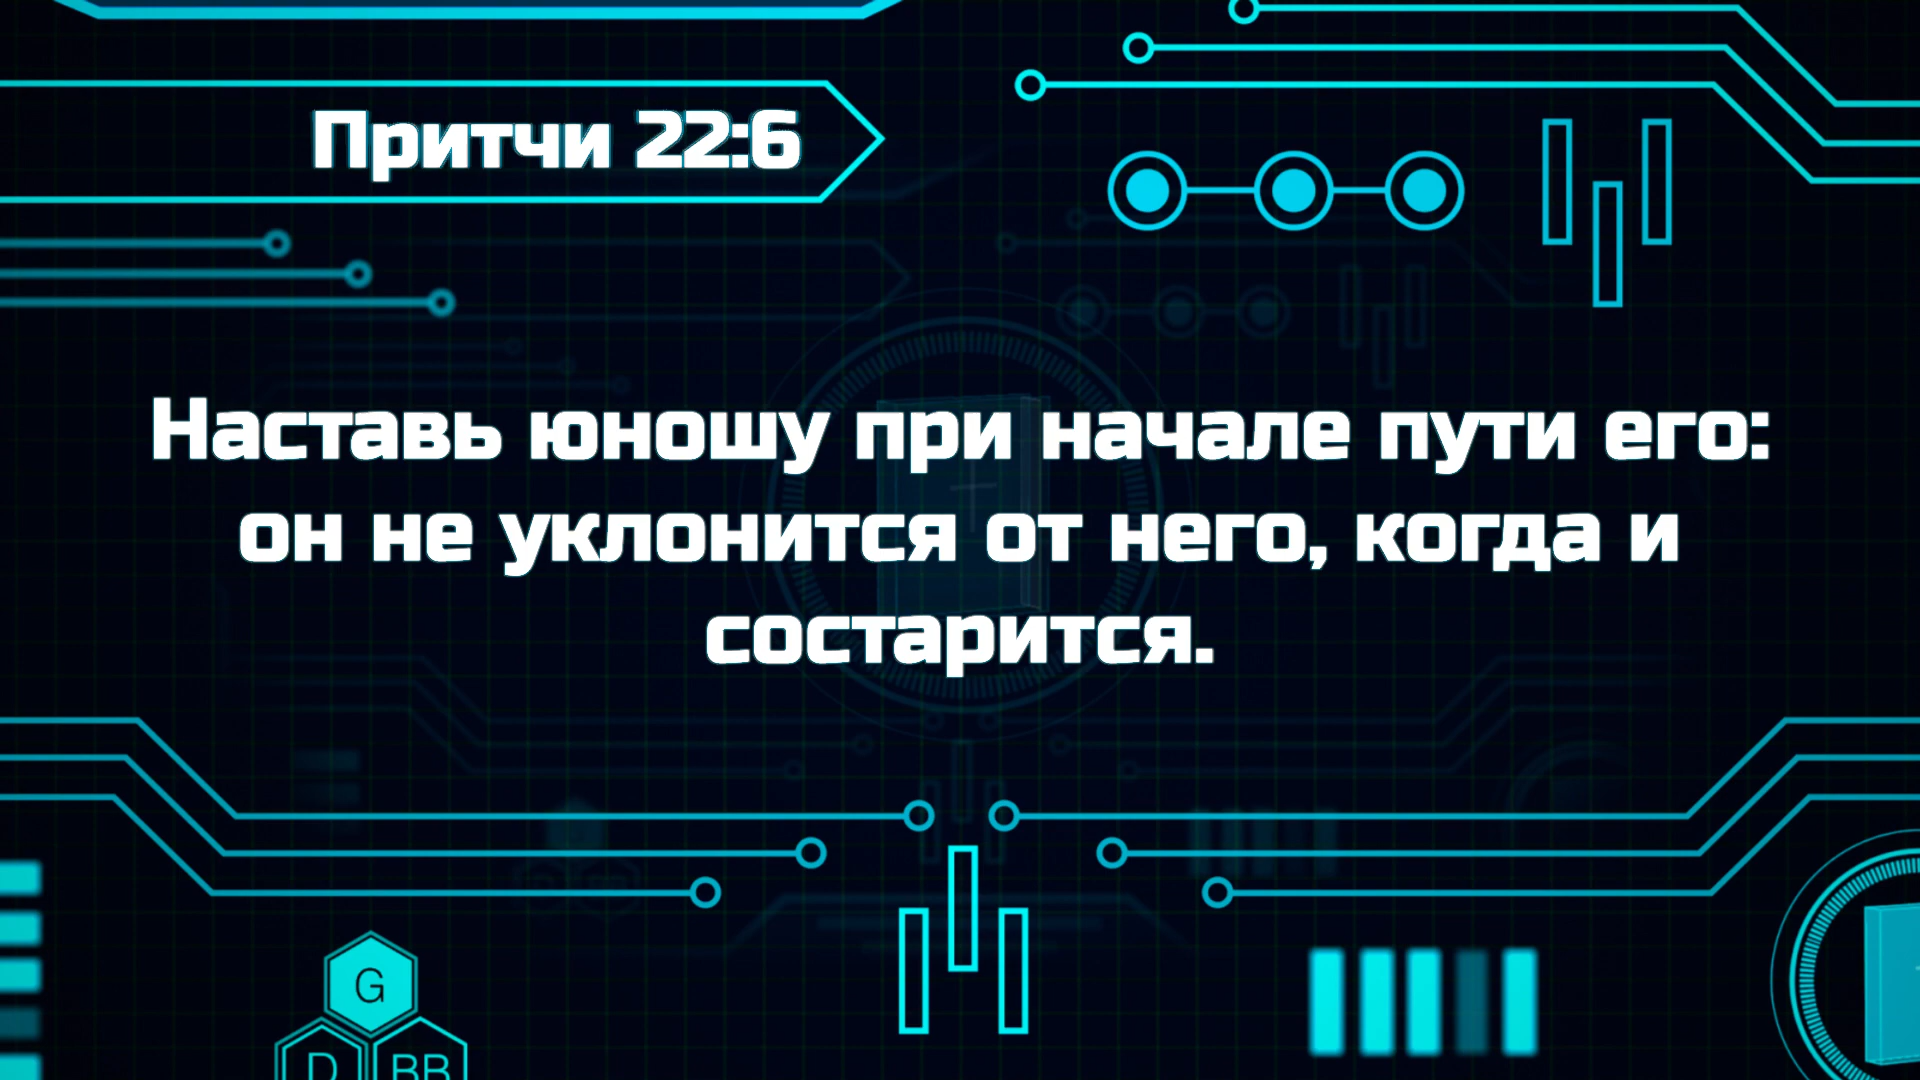 Притчи 22:6
Наставь юношу при начале пути его:
он не уклонится от него, когда и
состарится.
G
D BB